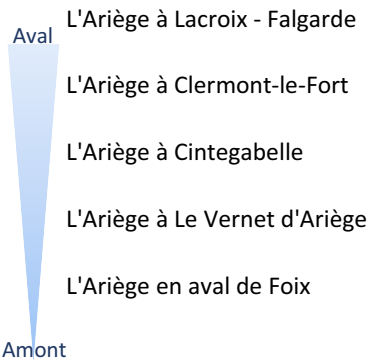 L'Ariège à Lacroix - Falgarde
Aval
L'Ariège à Clermont-le-Fort
L'Ariège à Cintegabelle
L'Ariège à Le Vernet d'Ariège
L'Ariège en aval de Foix
Amont